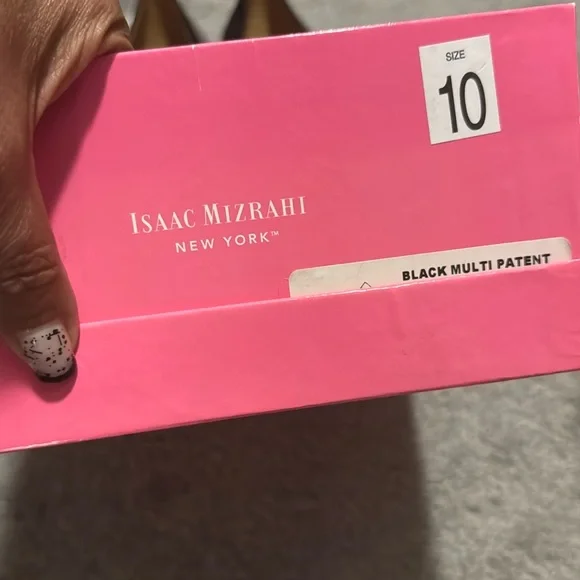 SIZE
10
ISAAC MIZRAHI
NEW YORK™
BLACK MULTI PATENT